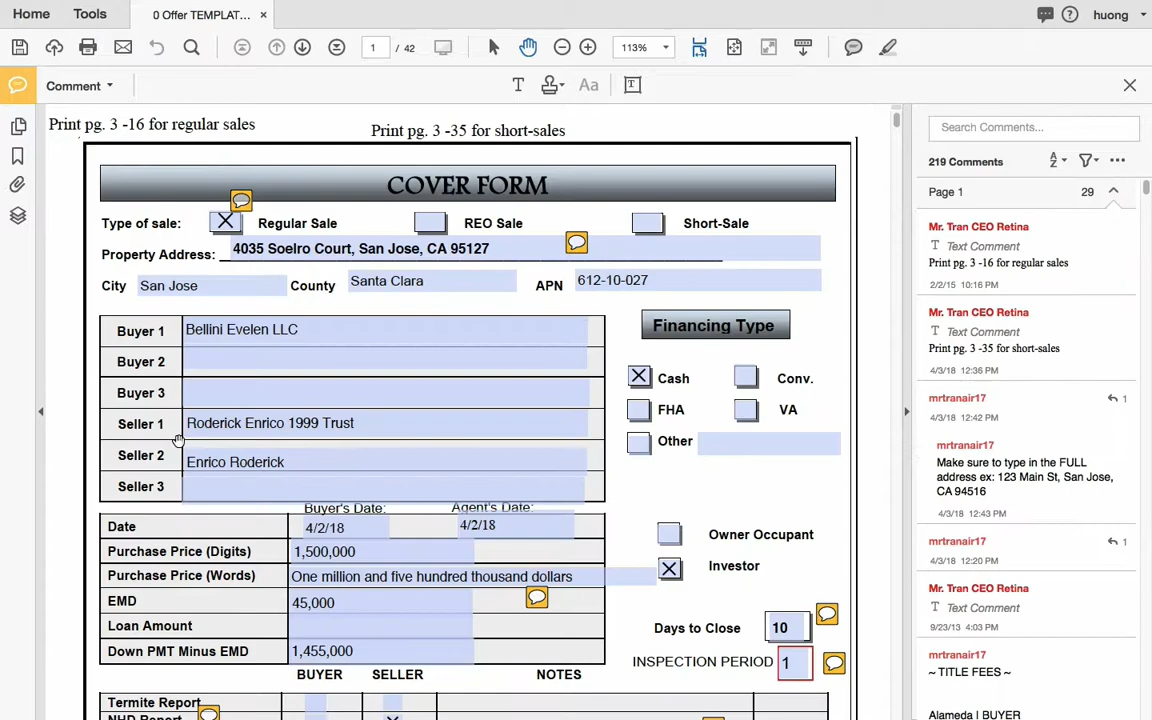 Home Tools 0 Offer TEMPLAT... × huong
1 / 42 113%
Comment
Print pg. 3 -16 for regular sales
Print pg. 3 -35 for short-sales
COVER FORM
Type of sale: X Regular Sale REO Sale Short-Sale
Property Address: 4035 Soelro Court, San Jose, CA 95127
City San Jose County Santa Clara APN 612-10-027
Buyer 1 Bellini Evelen LLC
Buyer 2
Buyer 3
Seller 1 Roderick Enrico 1999 Trust
Seller 2 Enrico Roderick
Seller 3
Financing Type
X Cash Conv.
FHA VA
Other
Buyer's Date: Agent's Date:
Date 4/2/18 4/2/18
Purchase Price (Digits) 1,500,000
Purchase Price (Words) One million and five hundred thousand dollars
EMD 45,000
Loan Amount
Down PMT Minus EMD 1,455,000
Owner Occupant
X Investor
Days to Close 10
INSPECTION PERIOD 1
BUYER SELLER NOTES
Termite Report
NHD Report X
Search Comments...
219 Comments
Page 1 29
Mr. Tran CEO Retina
T Text Comment
Print pg. 3 -16 for regular sales
2/2/15 10:16 PM
Mr. Tran CEO Retina
T Text Comment
Print pg. 3 -35 for short-sales
4/3/18 12:36 PM
mrtranair17 1
4/3/18 12:42 PM
mrtranair17
Make sure to type in the FULL
address ex: 123 Main St, San Jose,
CA 94516
4/3/18 12:43 PM
mrtranair17 1
4/3/18 12:20 PM
Mr. Tran CEO Retina
T Text Comment
9/23/13 4:03 PM
mrtranair17
~ TITLE FEES ~
Alameda | BUYER